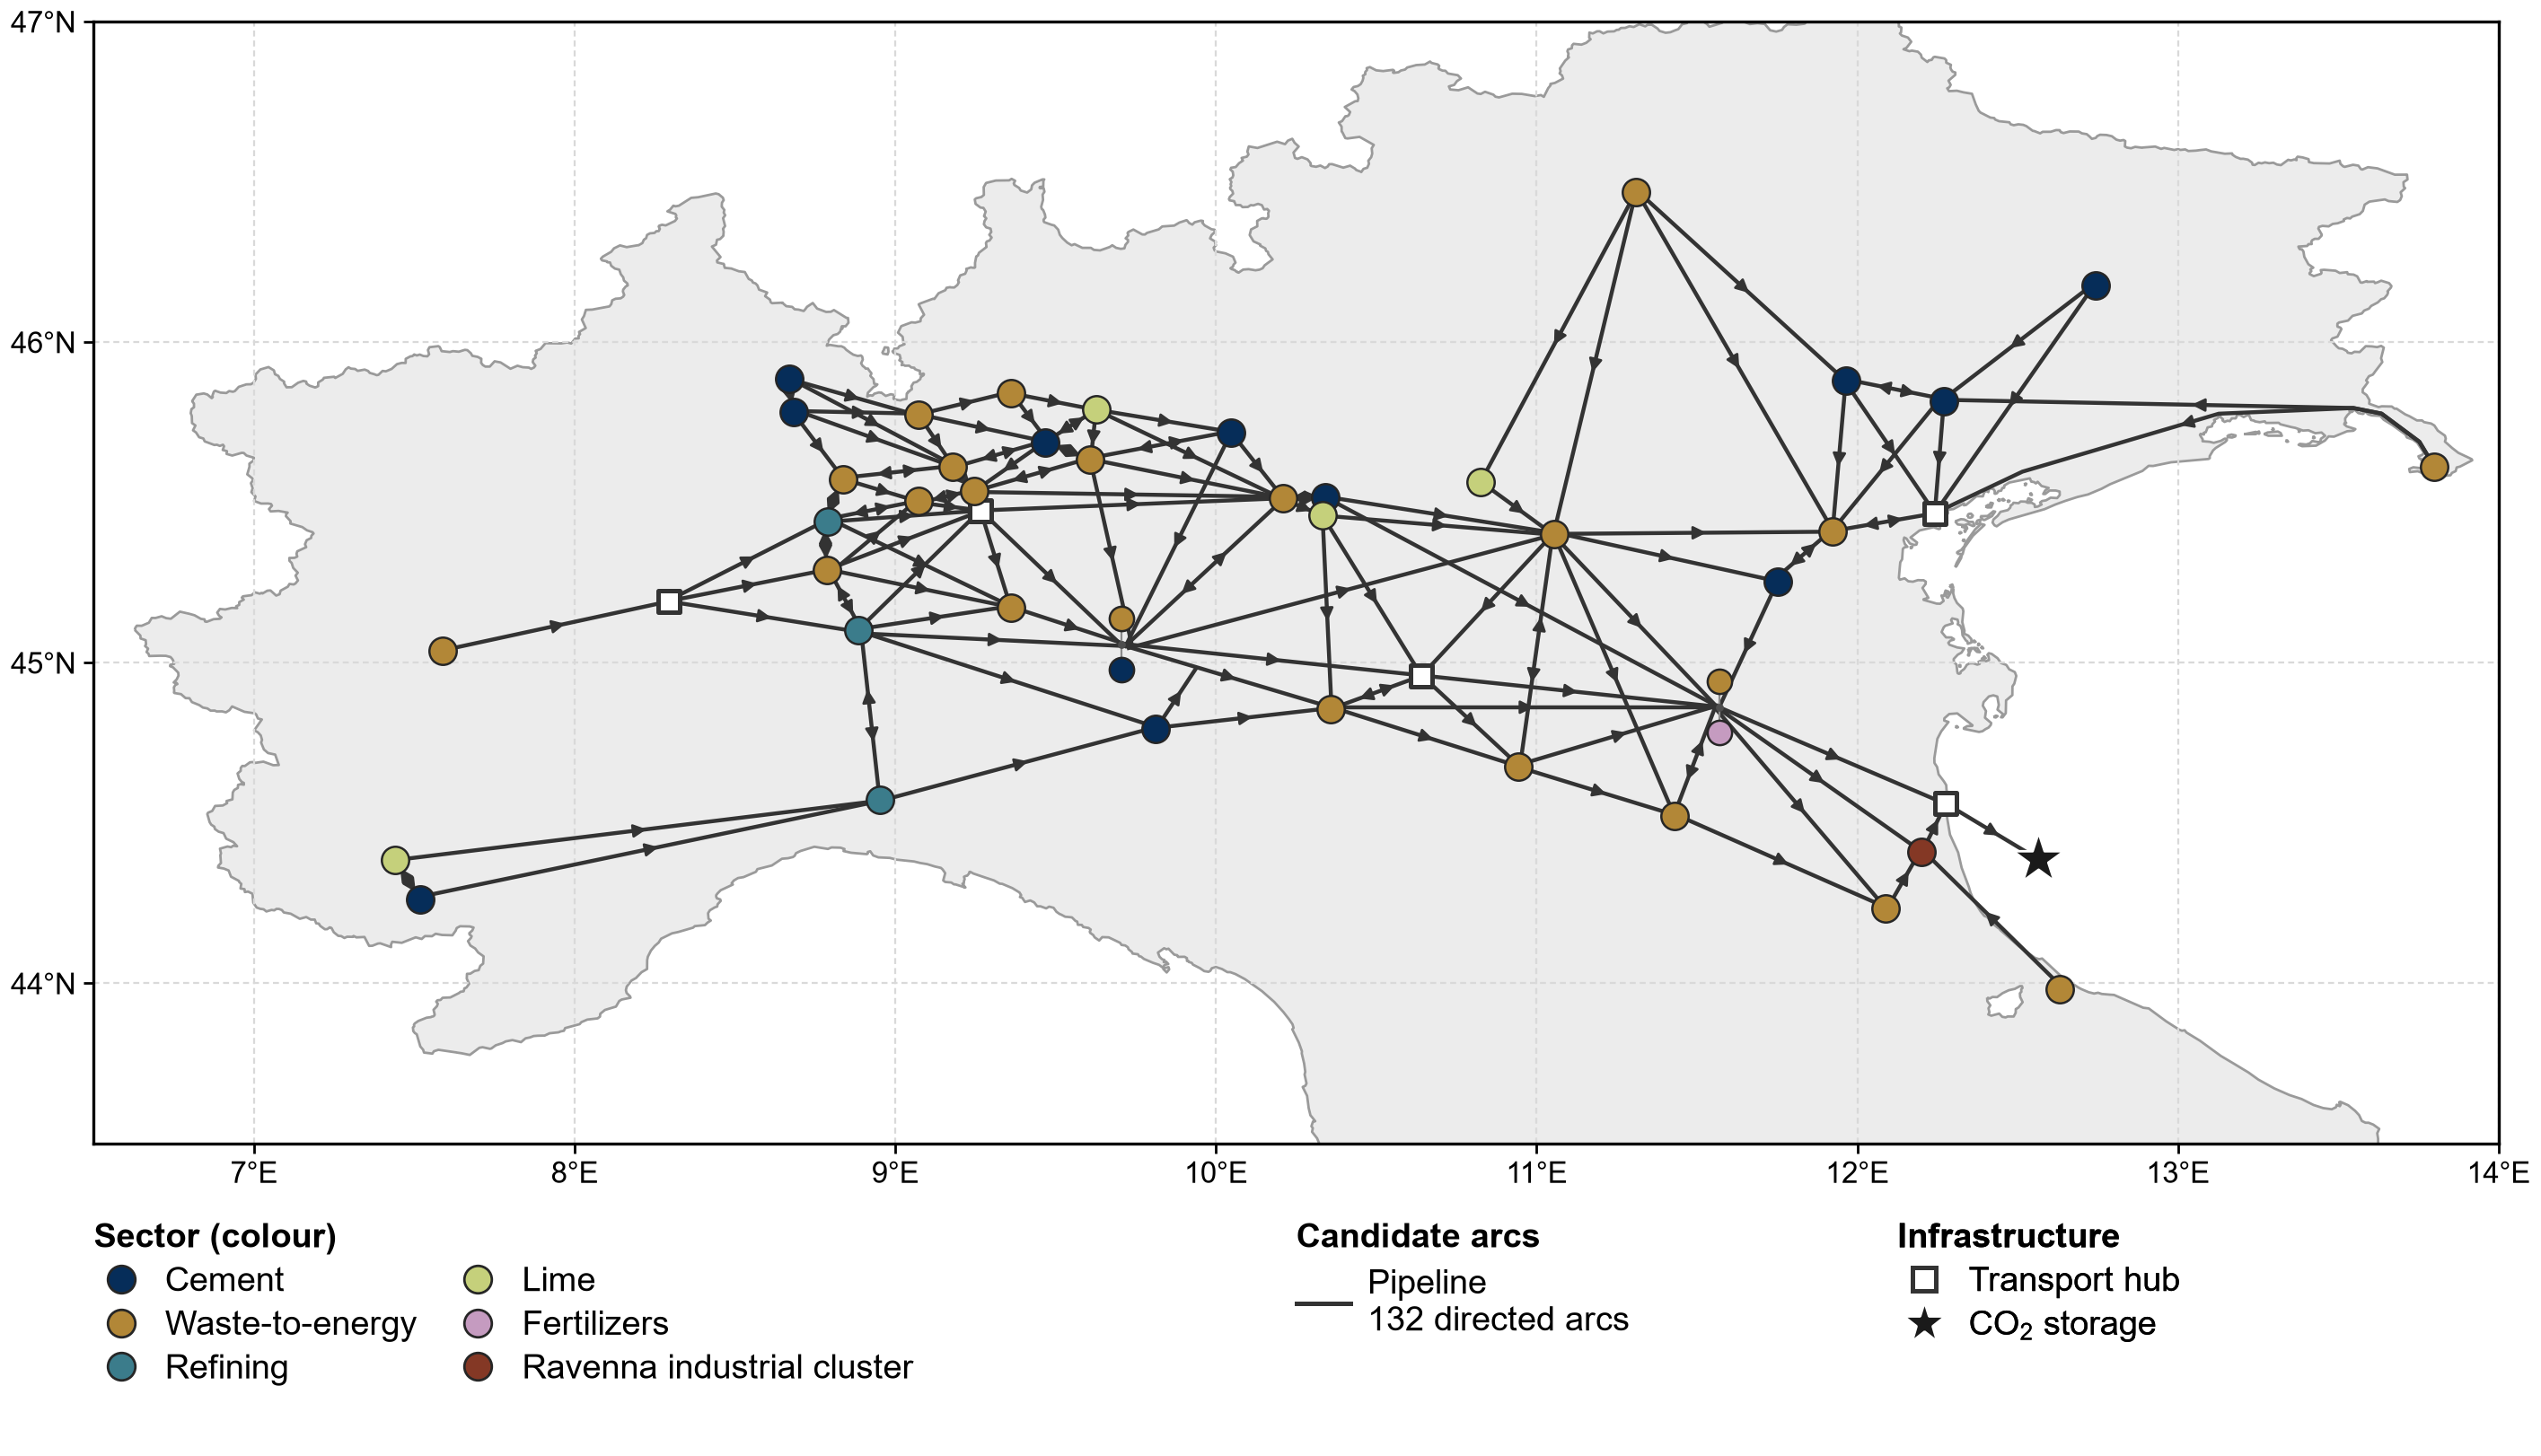 47°N
46°N
45°N
44°N
7°E
8°E
9°E
10°E
11°E
12°E
13°E
14°E
Sector (colour)
Cement
Waste-to-energy
Refining
Lime
Fertilizers
Ravenna industrial cluster
Candidate arcs
Pipeline
132 directed arcs
Infrastructure
Transport hub
CO₂ storage